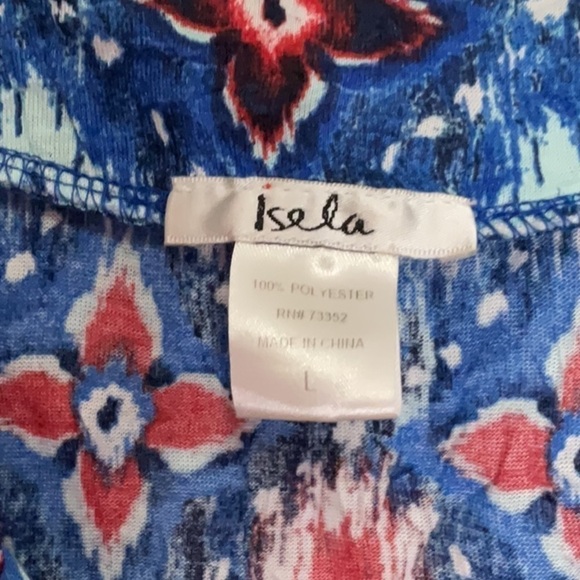 Isela
100% POLYESTER
RN# 73352
MADE IN CHINA
L